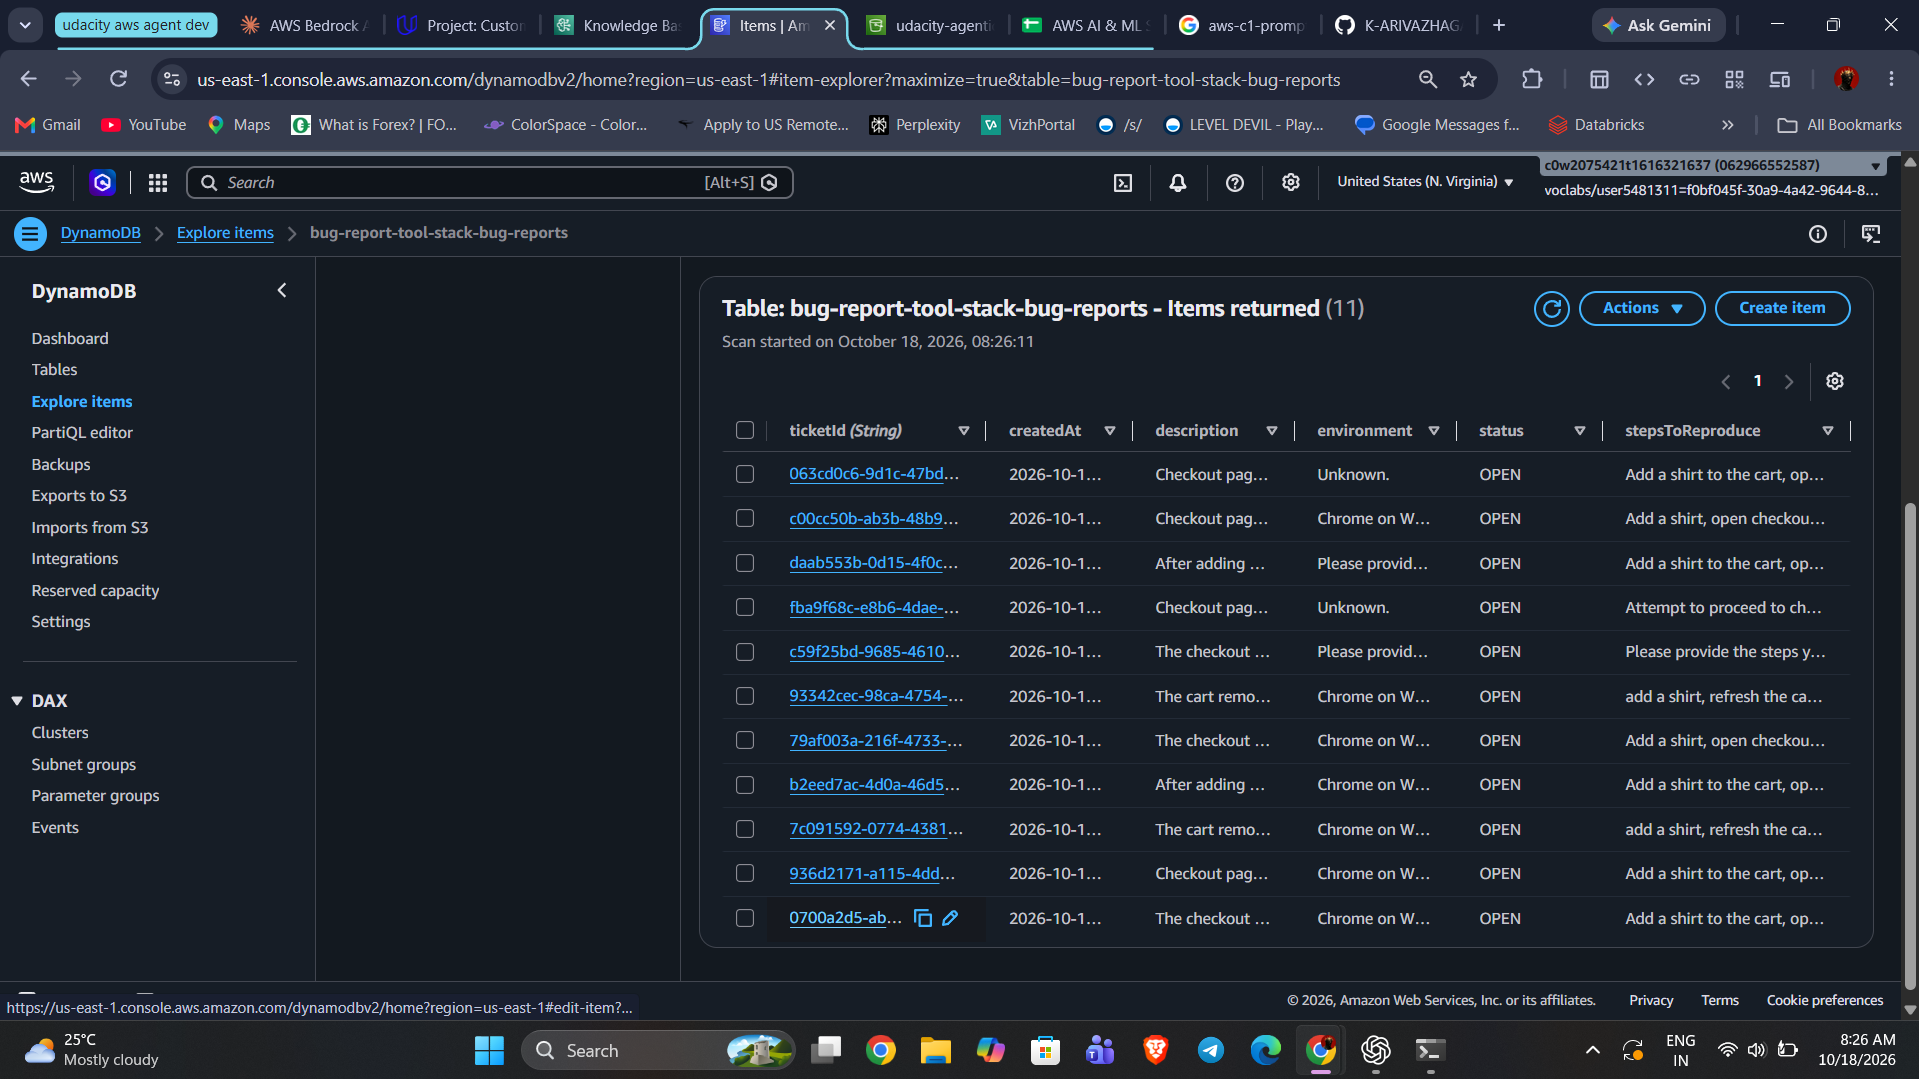 udacity aws agent dev
AWS Bedrock A
Project: Custon
Knowledge Ba
Items | Am
udacity-agenti
AWS AI & ML S
aws-c1-promp
K-ARIVAZHAG
Ask Gemini
us-east-1.console.aws.amazon.com/dynamodbv2/home?region=us-east-1#item-explorer?maximize=true&table=bug-report-tool-stack-bug-reports
Gmail
YouTube
Maps
What is Forex? | FO...
ColorSpace - Color...
Apply to US Remote...
Perplexity
VizhPortal
/s/
LEVEL DEVIL - Play...
Google Messages f...
Databricks
All Bookmarks
aws
Search
[Alt+S]
United States (N. Virginia)
c0w2075421t1616321637 (062966552587)
voclabs/user5481311=f0bf045f-30a9-4a42-9644-8...
DynamoDB
Explore items
bug-report-tool-stack-bug-reports
DynamoDB
Dashboard
Tables
Explore items
PartiQL editor
Backups
Exports to S3
Imports from S3
Integrations
Reserved capacity
Settings
DAX
Clusters
Subnet groups
Parameter groups
Events
Table: bug-report-tool-stack-bug-reports - Items returned (11)
Scan started on October 18, 2026, 08:26:11
Actions
Create item
1
ticketId (String) createdAt description environment status stepsToReproduce
063cd0c6-9d1c-47bd... 2026-10-1... Checkout pag... Unknown. OPEN Add a shirt to the cart, op...
c00cc50b-ab3b-48b9... 2026-10-1... Checkout pag... Chrome on W... OPEN Add a shirt, open checkou...
daab553b-0d15-4f0c... 2026-10-1... After adding ... Please provid... OPEN Add a shirt to the cart, op...
fba9f68c-e8b6-4dae-... 2026-10-1... Checkout pag... Unknown. OPEN Attempt to proceed to ch...
c59f25bd-9685-4610... 2026-10-1... The checkout ... Please provid... OPEN Please provide the steps y...
93342cec-98ca-4754-... 2026-10-1... The cart remo... Chrome on W... OPEN add a shirt, refresh the ca...
79af003a-216f-4733-... 2026-10-1... The checkout ... Chrome on W... OPEN Add a shirt, open checkou...
b2eed7ac-4d0a-46d5... 2026-10-1... After adding ... Chrome on W... OPEN Add a shirt to the cart, op...
7c091592-0774-4381... 2026-10-1... The cart remo... Chrome on W... OPEN add a shirt, refresh the ca...
936d2171-a115-4dd... 2026-10-1... Checkout pag... Chrome on W... OPEN Add a shirt to the cart, op...
0700a2d5-ab... 2026-10-1... The checkout ... Chrome on W... OPEN Add a shirt to the cart, op...
https://us-east-1.console.aws.amazon.com/dynamodbv2/home?region=us-east-1#edit-item?...
© 2026, Amazon Web Services, Inc. or its affiliates.
Privacy
Terms
Cookie preferences
25°C
Mostly cloudy
Search
ENG
IN
8:26 AM
10/18/2026